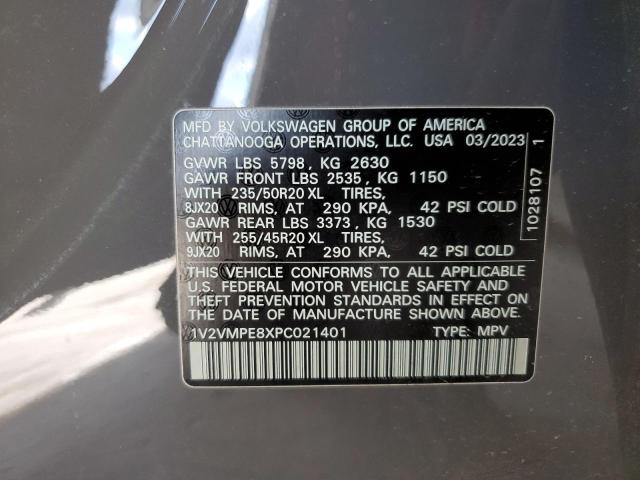 MFD BY VOLKSWAGEN GROUP OF AMERICA
CHATTANOOGA OPERATIONS, LLC. USA 03/2023
GVWR LBS 5798, KG 2630
GAWR FRONT LBS 2535, KG 1150
WITH 235/50R20 XL TIRES,
8JX20 RIMS, AT 290 KPA, 42 PSI COLD
GAWR REAR LBS 3373, KG 1530
WITH 255/45R20 XL TIRES,
9JX20 RIMS, AT 290 KPA, 42 PSI COLD
THIS VEHICLE CONFORMS TO ALL APPLICABLE
U.S. FEDERAL MOTOR VEHICLE SAFETY AND
THEFT PREVENTION STANDARDS IN EFFECT ON
THE DATE OF MANUFACTURE SHOWN ABOVE.
1V2VMPE8XPC021401 TYPE: MPV
1028107 1